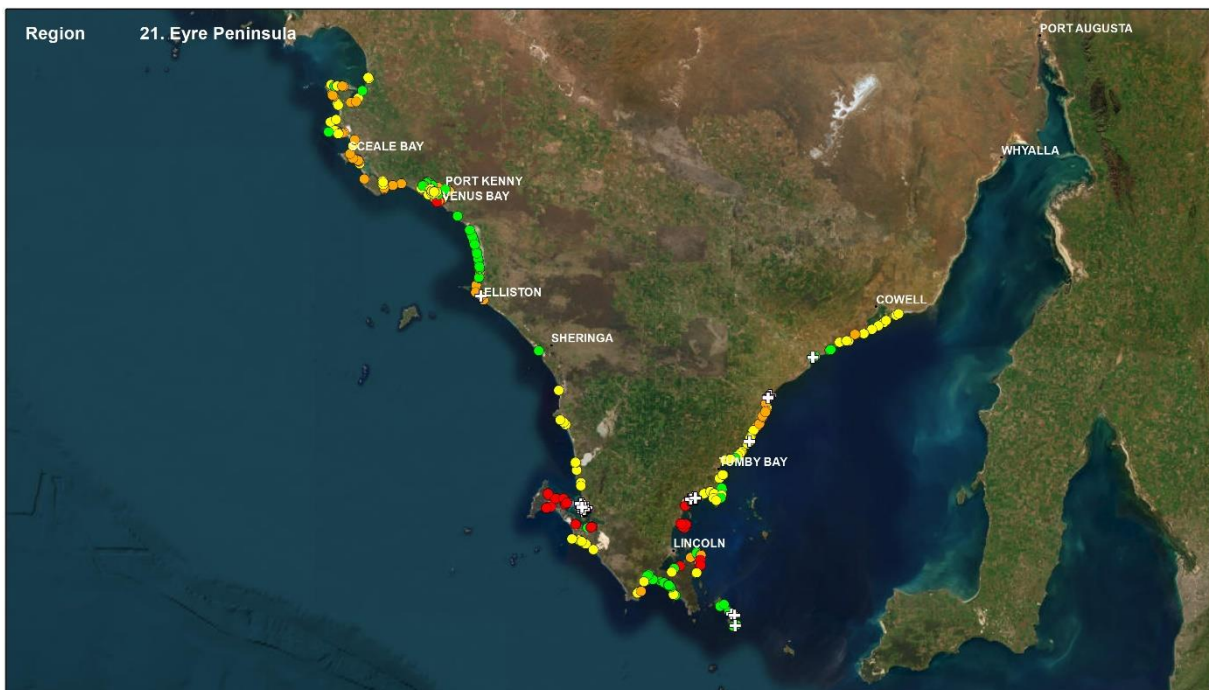 Region 21. Eyre Peninsula
PORT AUGUSTA
WHYALLA
SCEALE BAY
PORT KENNY
VENUS BAY
ELLISTON
COWELL
SHERINGA
TUMBY BAY
LINCOLN